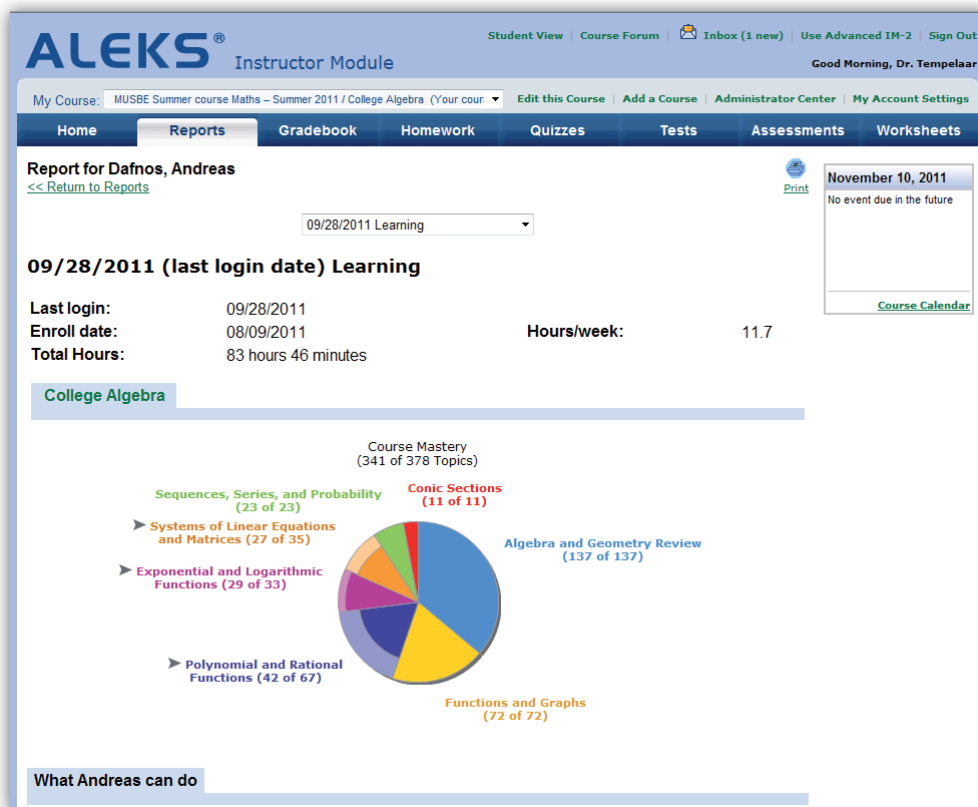 Student View | Course Forum | Inbox (1 new) | Use Advanced IM-2 | Sign Out
ALEKS® Instructor Module
Good Morning, Dr. Tempelaar
My Course: MUSBE Summer course Maths – Summer 2011 / College Algebra (Your cour
Edit this Course | Add a Course | Administrator Center | My Account Settings
Home Reports Gradebook Homework Quizzes Tests Assessments Worksheets
Report for Dafnos, Andreas
<< Return to Reports
Print
November 10, 2011
No event due in the future
Course Calendar
09/28/2011 Learning
09/28/2011 (last login date) Learning
Last login: 09/28/2011
Enroll date: 08/09/2011 Hours/week: 11.7
Total Hours: 83 hours 46 minutes
College Algebra
Course Mastery
(341 of 378 Topics)
Sequences, Series, and Probability
(23 of 23)
Conic Sections
(11 of 11)
Systems of Linear Equations
and Matrices (27 of 35)
Algebra and Geometry Review
(137 of 137)
Exponential and Logarithmic
Functions (29 of 33)
Polynomial and Rational
Functions (42 of 67)
Functions and Graphs
(72 of 72)
What Andreas can do